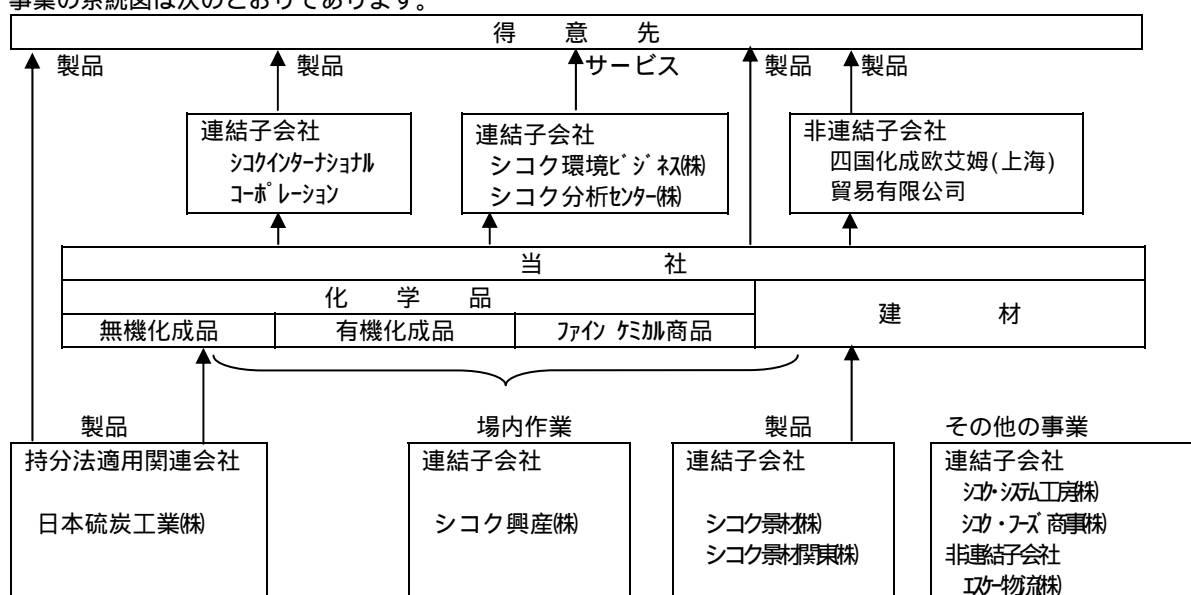 事業の系統図は次のとおりであります。
得 意 先
製品 製品 サービス 製品 製品
連結子会社
シコクインターナショナル
コーポレーション
連結子会社
シコク環境ビジネス㈱
シコク分析センター㈱
非連結子会社
四国化成欧艾姆(上海)
貿易有限公司
当 社
化 学 品
建 材
無機化成品 有機化成品 ファイン ケミカル商品
製品 場内作業 製品 その他の事業
持分法適用関連会社
日本硫炭工業㈱
連結子会社
シコク興産㈱
連結子会社
シコク景材㈱
シコク景材関東㈱
連結子会社
シコク・システム工房㈱
シコク・フーズ商事㈱
非連結子会社
エスケー物流㈱